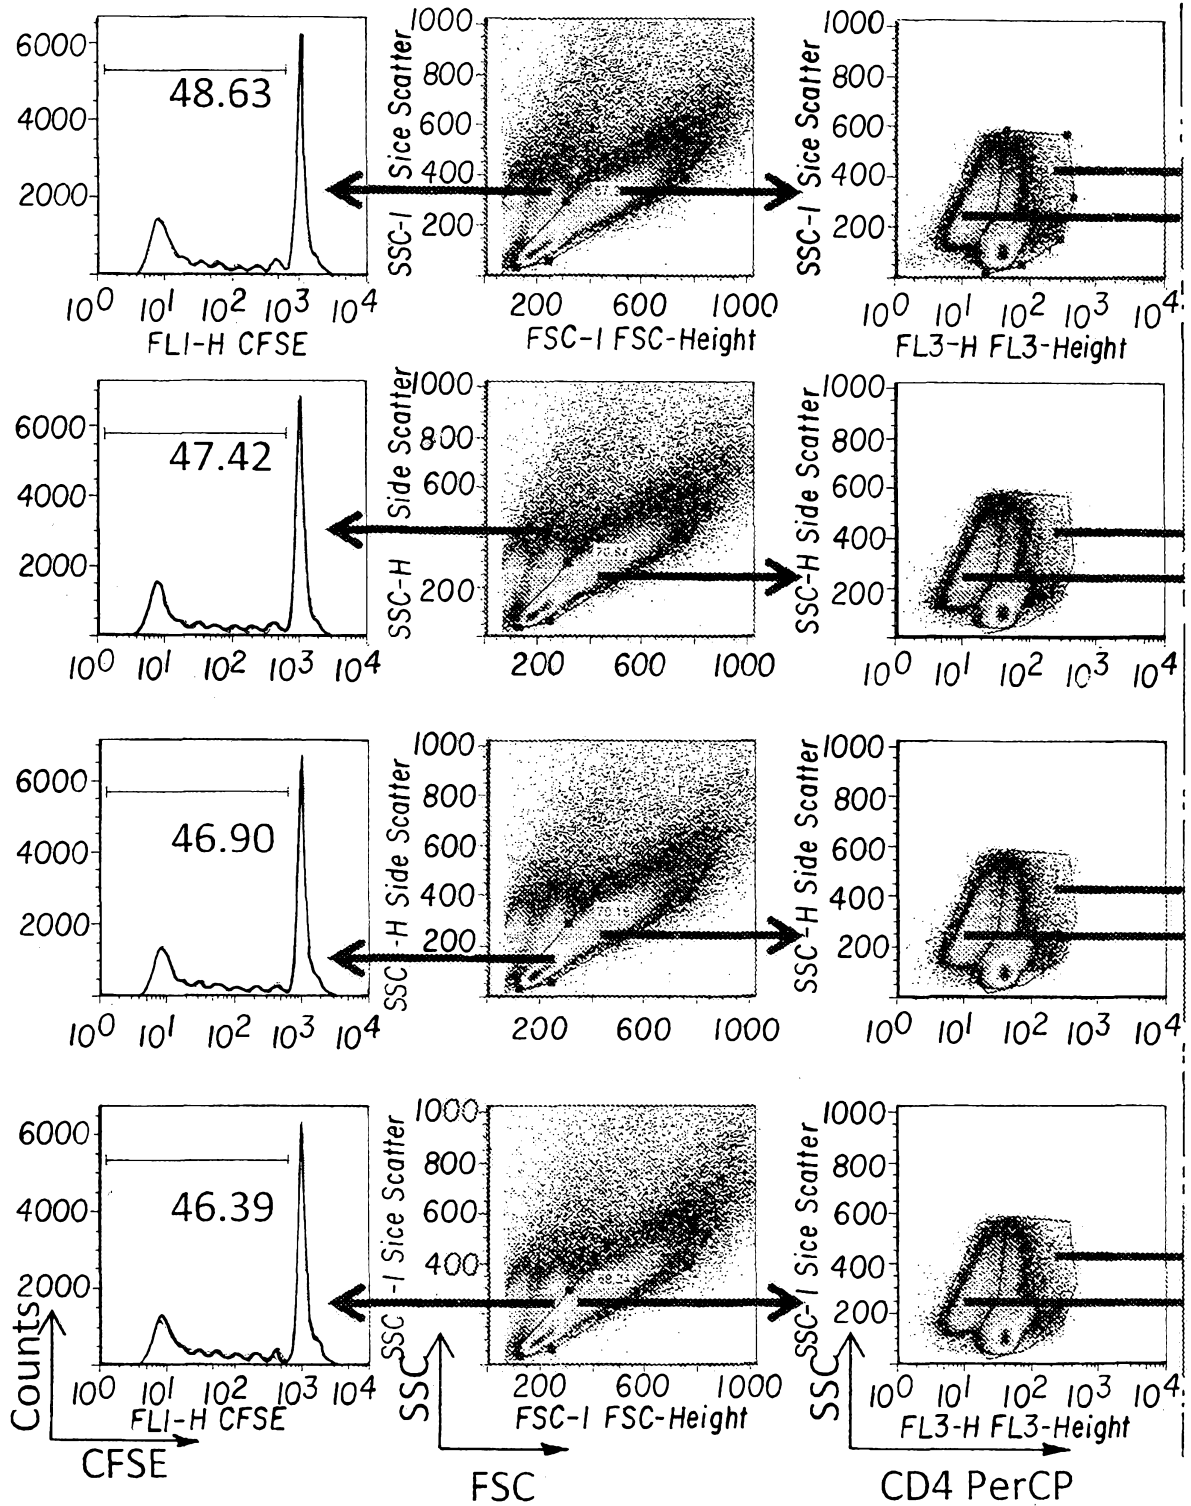 6000
4000
2000
48.63
10⁰ 10¹ 10² 10³ 10⁴
FL1-H CFSE
SSC-I Sice Scatter
1000
800
600
400
200
200 600 1000
FSC-I FSC-Height
SSC-I Sice Scatter
1000
800
600
400
200
10⁰ 10¹ 10² 10³ 10⁴
FL3-H FL3-Height
6000
4000
2000
47.42
10⁰ 10¹ 10² 10³ 10⁴
SSC-H Side Scatter
1000
800
600
200
200 600 1000
SSC-H Side Scatter
1000
800
600
400
200
10⁰ 10¹ 10² 10³ 10⁴
6000
4000
2000
46.90
10⁰ 10¹ 10² 10³ 10⁴
SSC-H Side Scatter
1000
800
600
400
200
200 600 1000
SSC-H Side Scatter
1000
800
600
400
200
10⁰ 10¹ 10² 10³ 10⁴
6000
4000
2000
46.39
10⁰ 10¹ 10² 10³ 10⁴
FL1-H CFSE
Counts
CFSE
SSC-I Sice Scatter
1000
800
600
400
200 600 1000
FSC-I FSC-Height
SSC
FSC
SSC-I Sice Scatter
1000
800
600
400
200
10⁰ 10¹ 10² 10³ 10⁴
FL3-H FL3-Height
SSC
CD4 PerCP